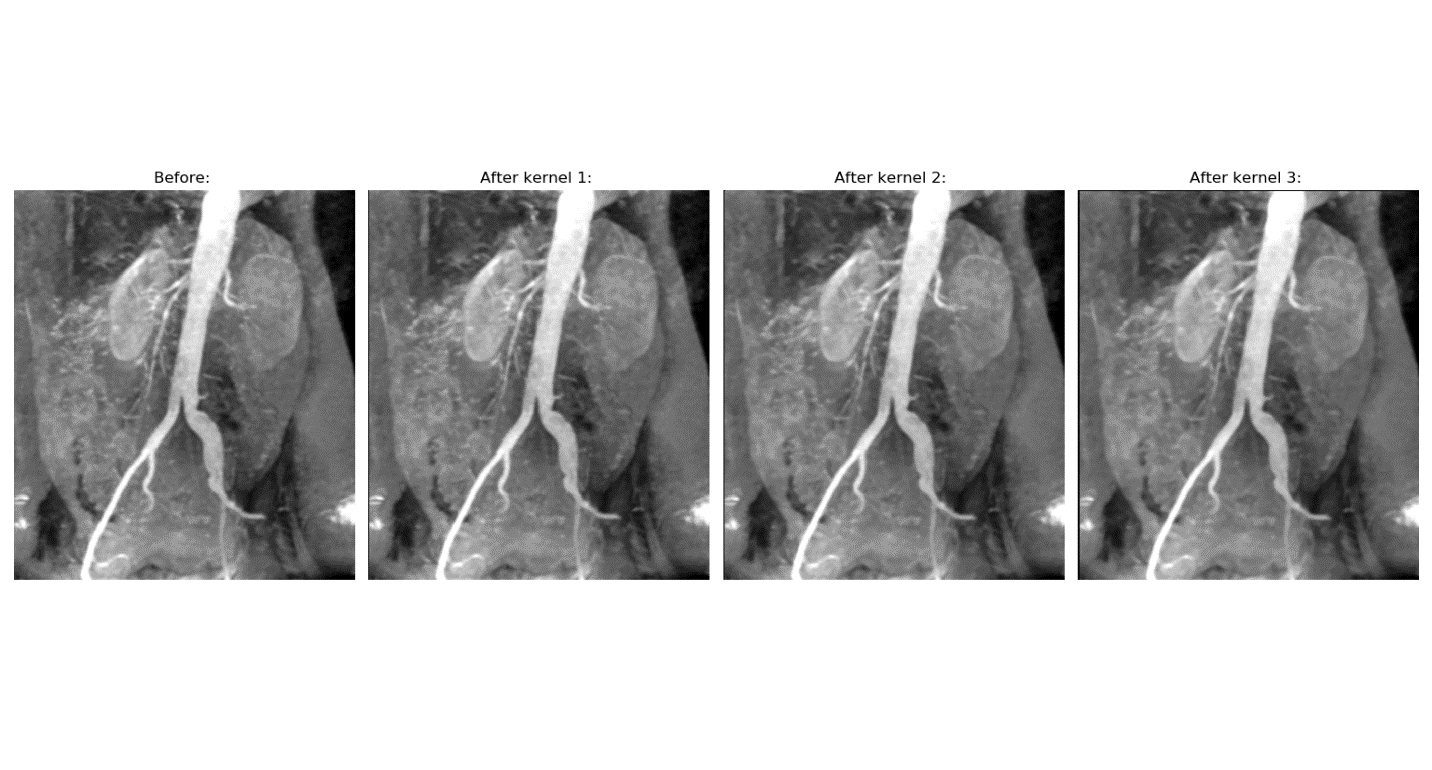 Before:
After kernel 1:
After kernel 2:
After kernel 3: